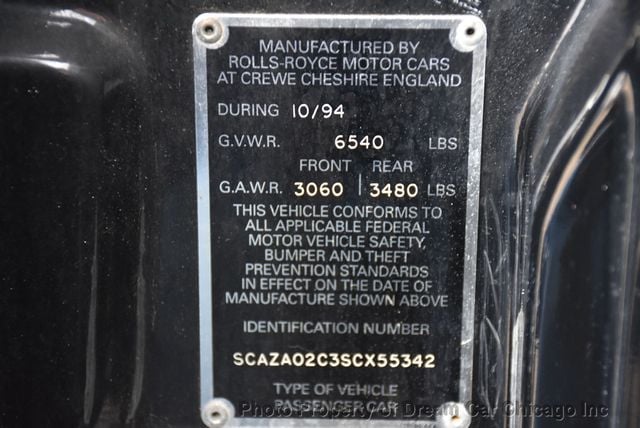 MANUFACTURED BY
ROLLS-ROYCE MOTOR CARS
AT CREWE CHESHIRE ENGLAND
DURING 10/94
G.V.W.R. 6540 LBS
FRONT REAR
G.A.W.R. 3060 3480 LBS
THIS VEHICLE CONFORMS TO
ALL APPLICABLE FEDERAL
MOTOR VEHICLE SAFETY,
BUMPER AND THEFT
PREVENTION STANDARDS
IN EFFECT ON THE DATE OF
MANUFACTURE SHOWN ABOVE
IDENTIFICATION NUMBER
SCAZA02C3SCX55342
TYPE OF VEHICLE
PASSENGER CAR
Photo Property of Dream Car Chicago Inc